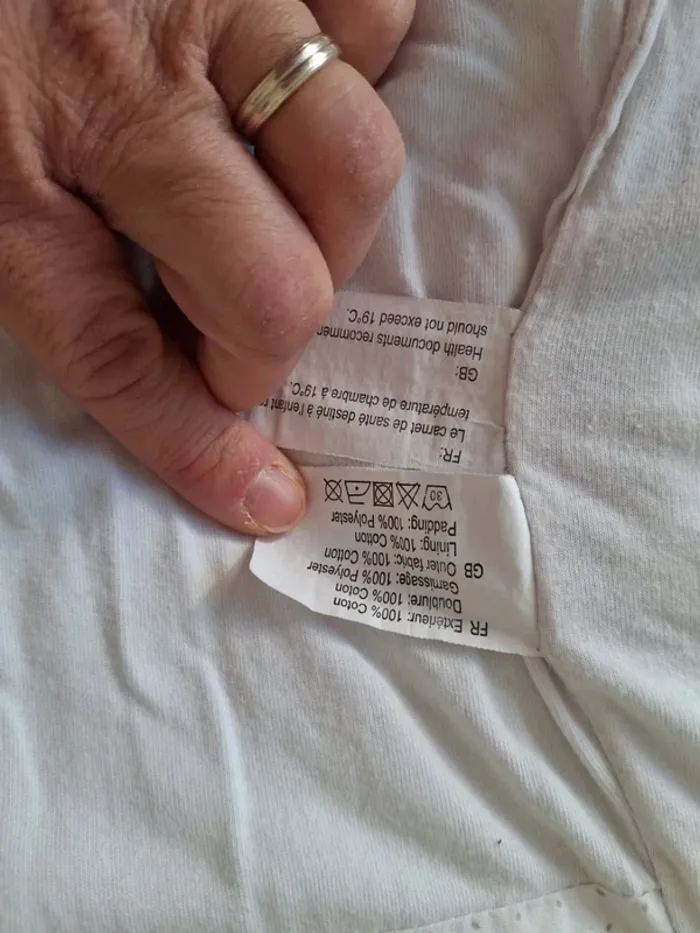 FR Extérieur: 100% Coton
Doublure: 100% Coton
Garnissage: 100% Polyester
GB Outer fabric: 100% Cotton
Lining: 100% Cotton
Padding: 100% Polyester
30
FR:
Le carnet de santé destiné à l'enfant
température de chambre à 19°C.
GB:
Health documents recommen
should not exceed 19°C.